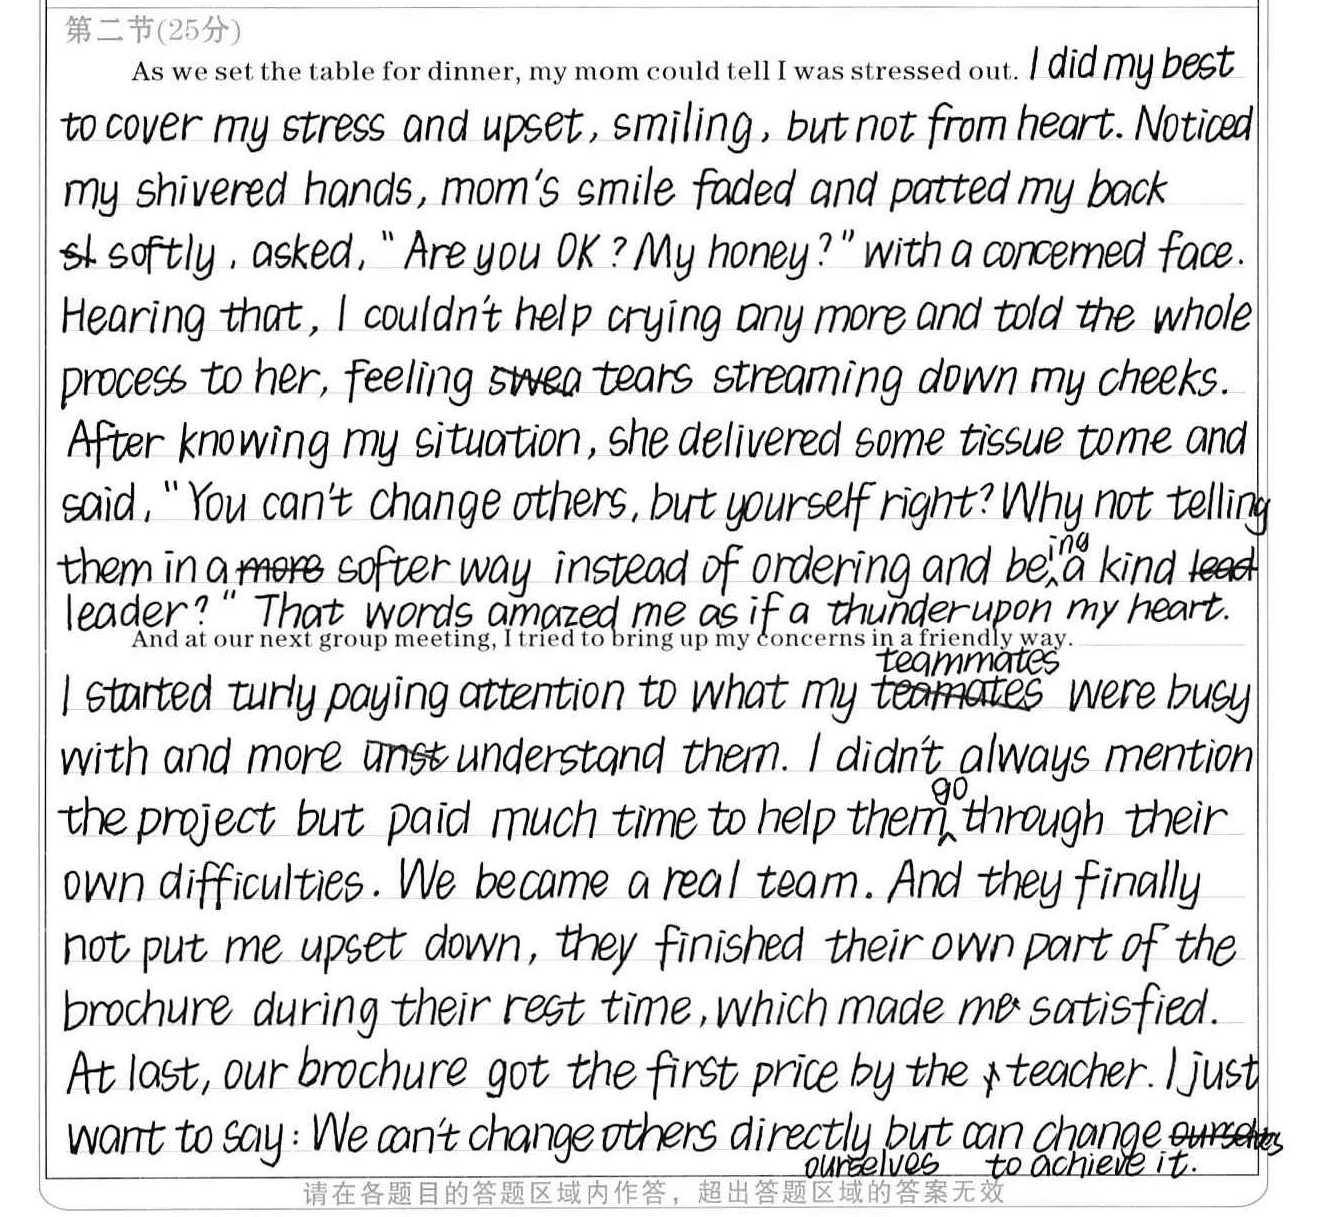 第二节(25分)
As we set the table for dinner, my mom could tell I was stressed out. I did my best
to cover my stress and upset, smiling, but not from heart. Noticed
my shivered hands, mom's smile faded and patted my back
softly, asked, "Are you OK? My honey?" with a concerned face.
Hearing that, I couldn't help crying any more and told the whole
process to her, feeling tears streaming down my cheeks.
After knowing my situation, she delivered some tissue to me and
said, "You can't change others, but yourself right? Why not telling
them in a softer way instead of ordering and being a kind
leader?" That words amazed me as if a thunder upon my heart.
And at our next group meeting, I tried to bring up my concerns in a friendly way.
I started turly paying attention to what my teammates were busy
with and more understand them. I didn't always mention
the project but paid much time to help them go through their
own difficulties. We became a real team. And they finally
not put me upset down, they finished their own part of the
brochure during their rest time, which made me satisfied.
At last, our brochure got the first price by the teacher. I just
want to say: We can't change others directly but can change
ourselves to achieve it.
请在各题目的答题区域内作答，超出答题区域的答案无效